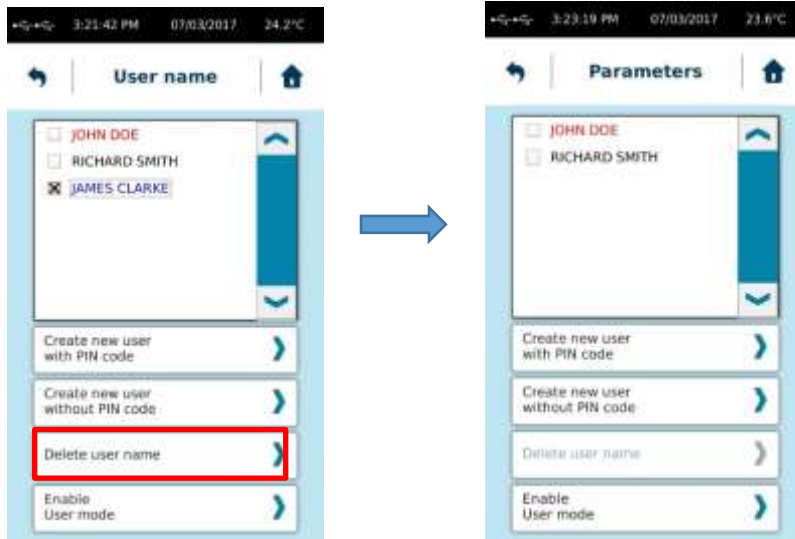 3:21:42 PM 07/03/2017 24.2°C
User name
JOHN DOE
RICHARD SMITH
JAMES CLARKE
Create new user
with PIN code
Create new user
without PIN code
Delete user name
Enable
User mode
3:23:19 PM 07/03/2017 23.6°C
Parameters
JOHN DOE
RICHARD SMITH
Create new user
with PIN code
Create new user
without PIN code
Delete user name
Enable
User mode